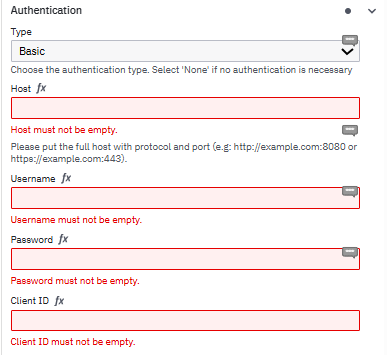 Authentication
Type
Basic
Choose the authentication type. Select 'None' if no authentication is necessary
Host fx
Host must not be empty.
Please put the full host with protocol and port (e.g: http://example.com:8080 or
https://example.com:443).
Username fx
Username must not be empty.
Password fx
Password must not be empty.
Client ID fx
Client ID must not be empty.